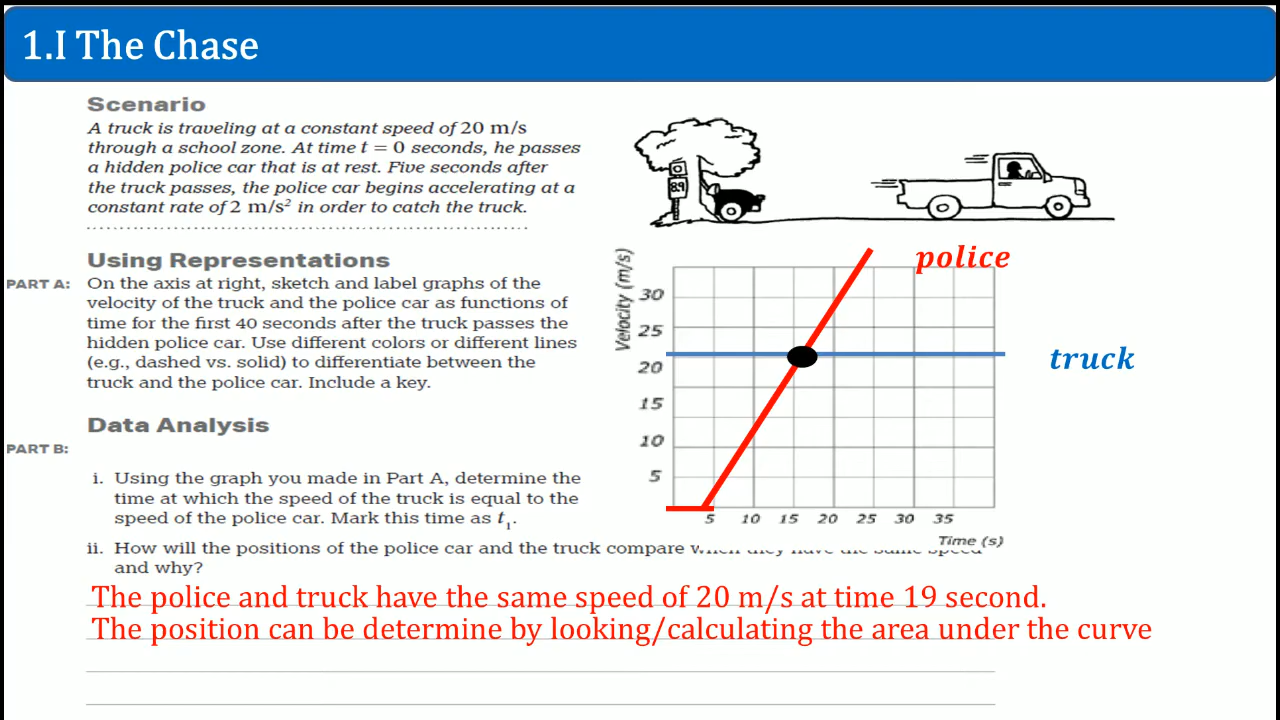 1.I The Chase
Scenario
A truck is traveling at a constant speed of 20 m/s
through a school zone. At time t = 0 seconds, he passes
a hidden police car that is at rest. Five seconds after
the truck passes, the police car begins accelerating at a
constant rate of 2 m/s² in order to catch the truck.
89
Using Representations
PART A:
On the axis at right, sketch and label graphs of the
velocity of the truck and the police car as functions of
time for the first 40 seconds after the truck passes the
hidden police car. Use different colors or different lines
(e.g., dashed vs. solid) to differentiate between the
truck and the police car. Include a key.
police
truck
Velocity (m/s)
30
25
20
15
10
5
5 10 15 20 25 30 35
Time (s)
Data Analysis
PART B:
i. Using the graph you made in Part A, determine the
time at which the speed of the truck is equal to the
speed of the police car. Mark this time as t₁.
ii. How will the positions of the police car and the truck compare when they have the same speed
and why?
The police and truck have the same speed of 20 m/s at time 19 second.
The position can be determine by looking/calculating the area under the curve